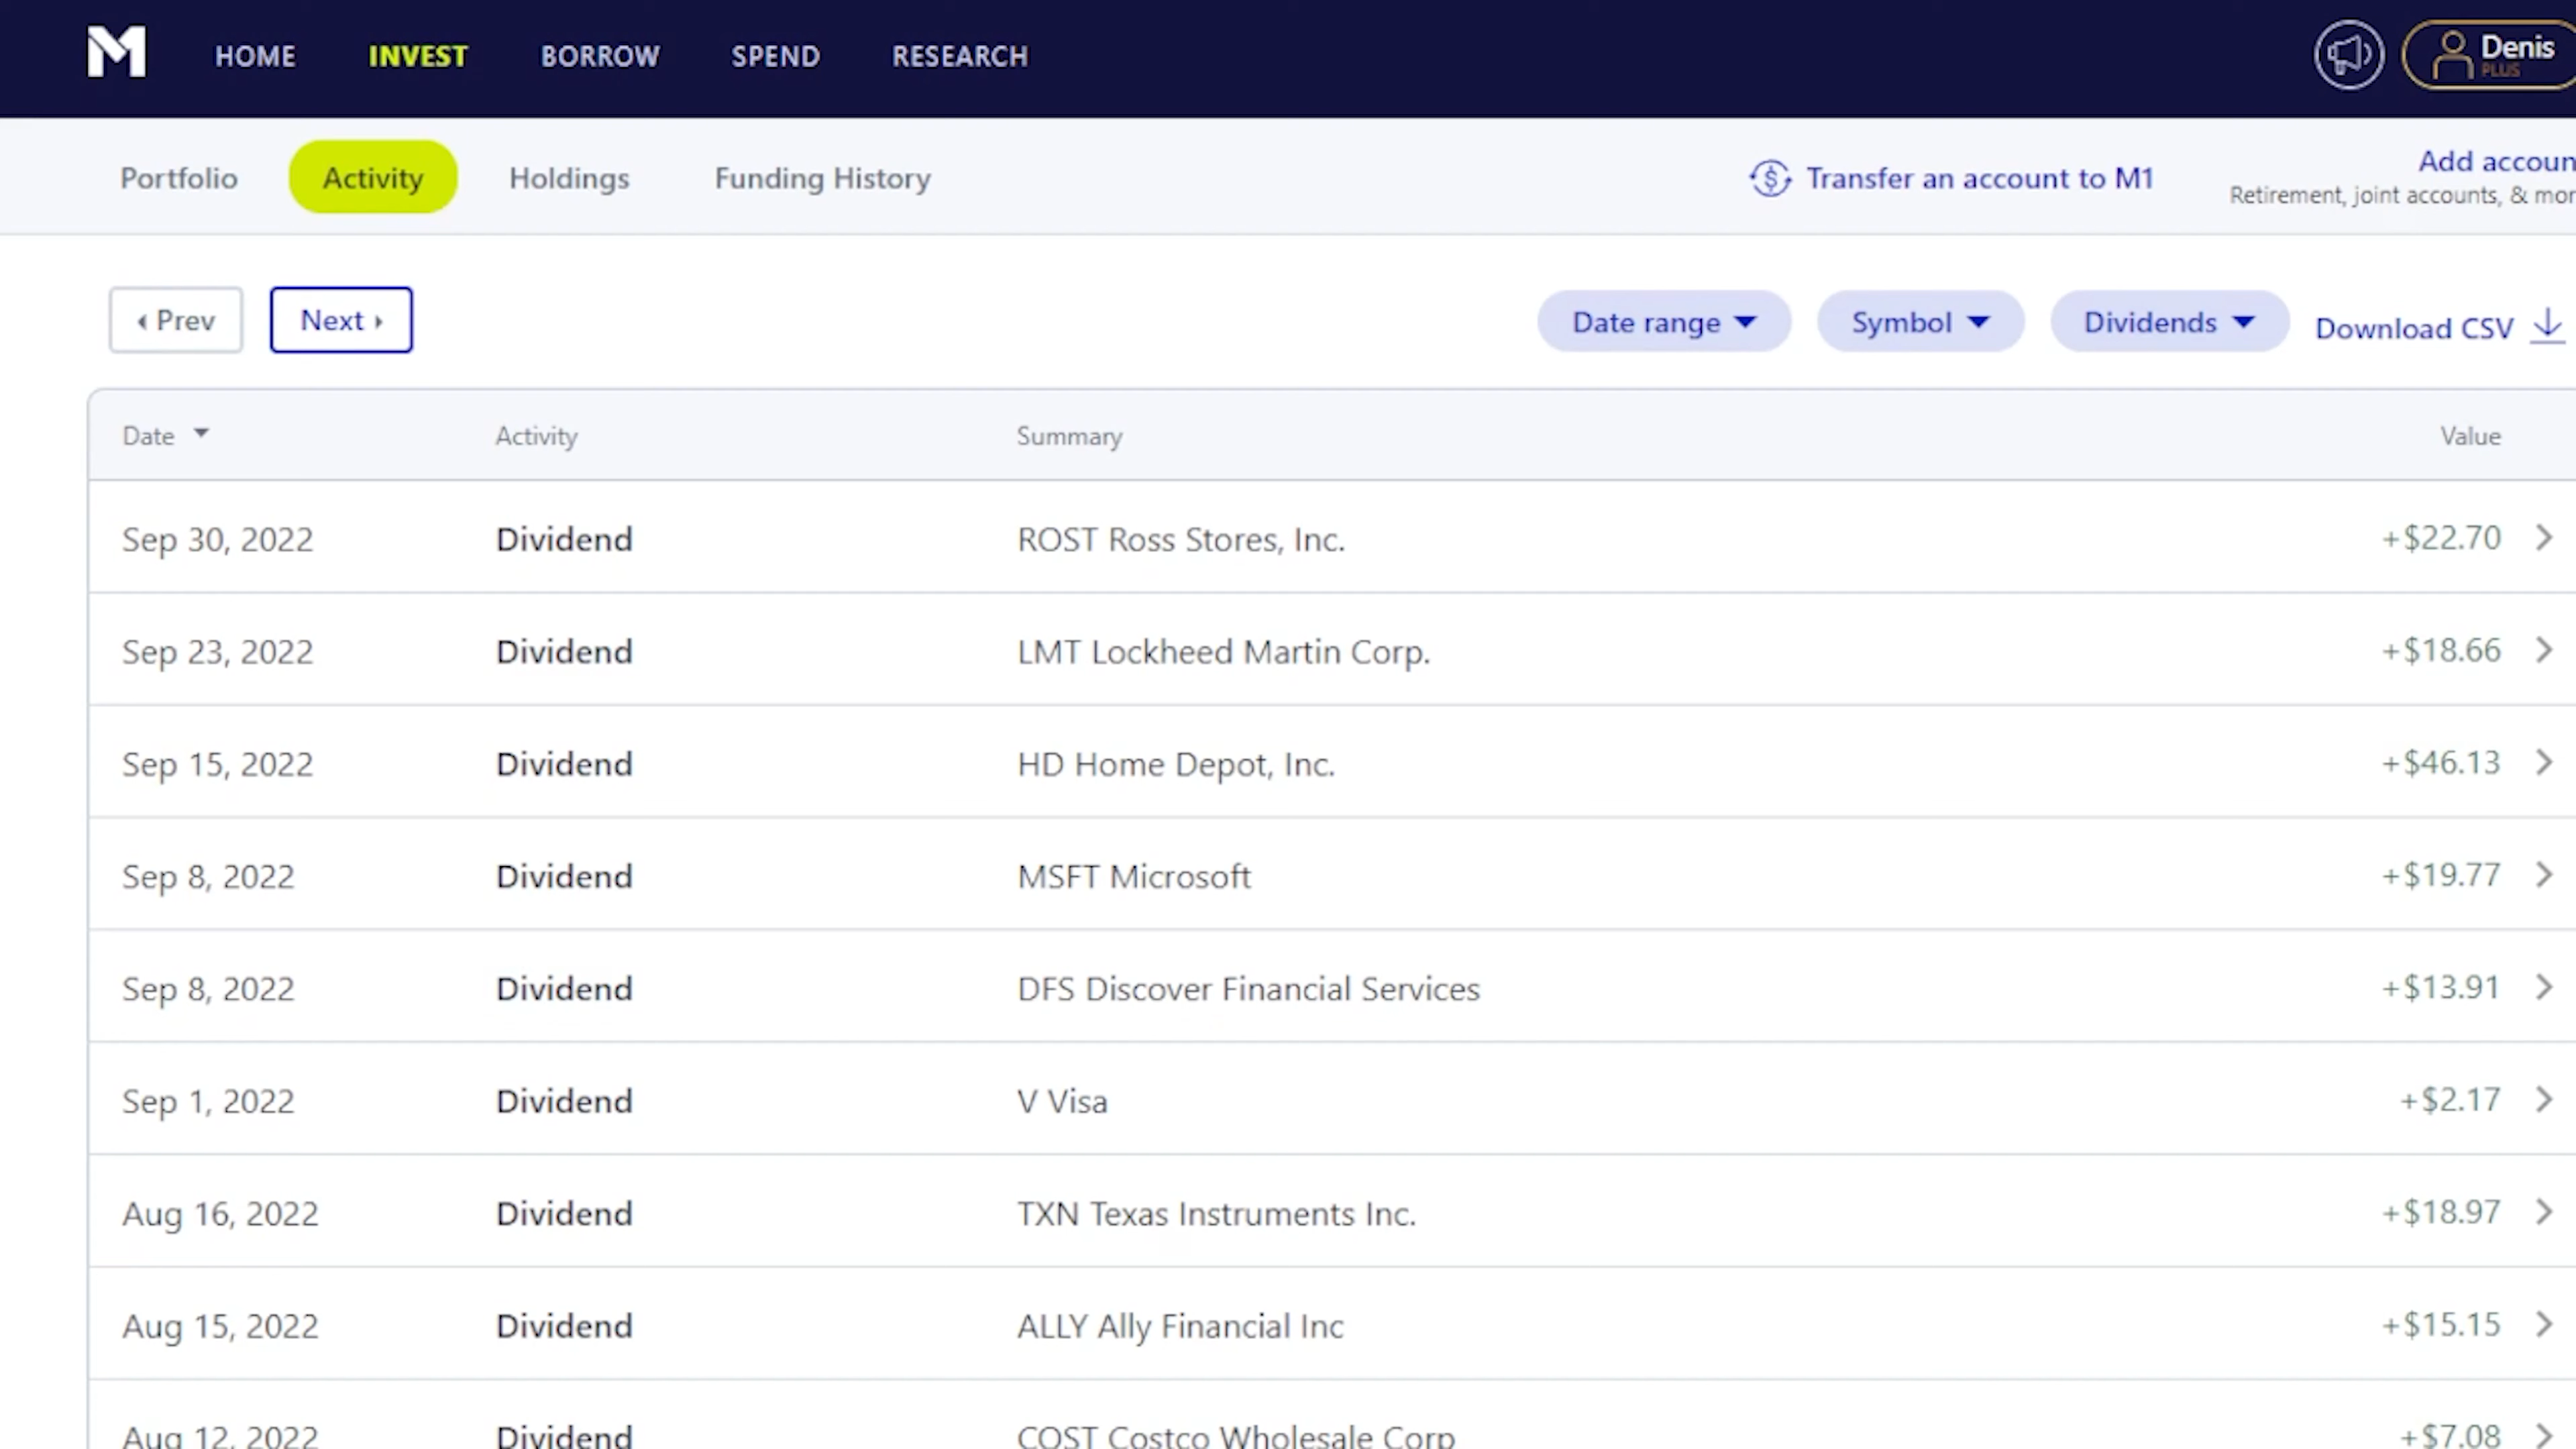 M HOME INVEST BORROW SPEND RESEARCH Denis
PLUS
Portfolio Activity Holdings Funding History Transfer an account to M1 Add accoun
Retirement, joint accounts, & mor
Prev Next Date range Symbol Dividends Download CSV
Date Activity Summary Value
Sep 30, 2022 Dividend ROST Ross Stores, Inc. +$22.70
Sep 23, 2022 Dividend LMT Lockheed Martin Corp. +$18.66
Sep 15, 2022 Dividend HD Home Depot, Inc. +$46.13
Sep 8, 2022 Dividend MSFT Microsoft +$19.77
Sep 8, 2022 Dividend DFS Discover Financial Services +$13.91
Sep 1, 2022 Dividend V Visa +$2.17
Aug 16, 2022 Dividend TXN Texas Instruments Inc. +$18.97
Aug 15, 2022 Dividend ALLY Ally Financial Inc +$15.15
Aug 12, 2022 Dividend COST Costco Wholesale Corp +$7.08